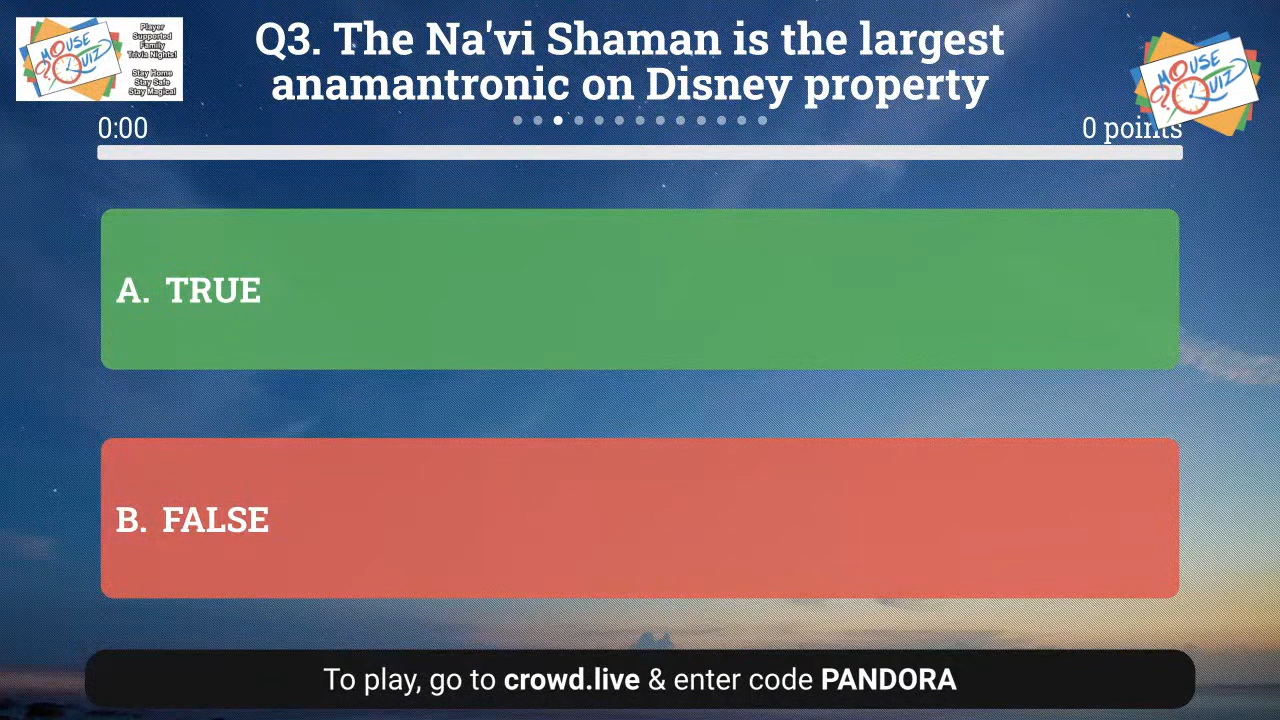 MOUSE
QUIZ
Player
Supported
Family
Trivia Nights!
Stay Home
Stay Safe
Stay Magical
Q3. The Na'vi Shaman is the largest
anamantronic on Disney property
MOUSE
QUIZ
0:00
0 points
A. TRUE
B. FALSE
To play, go to crowd.live & enter code PANDORA